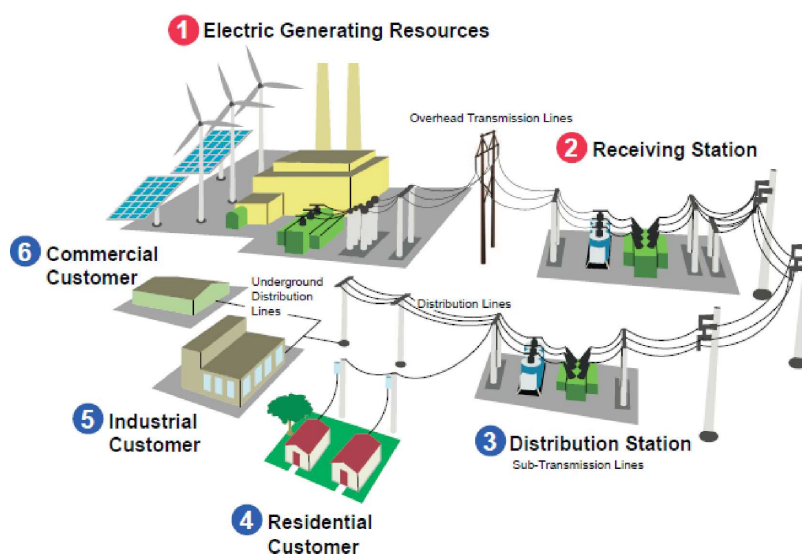 1 Electric Generating Resources
Overhead Transmission Lines
2 Receiving Station
6 Commercial
Customer
Underground
Distribution
Lines
Distribution Lines
5 Industrial
Customer
3 Distribution Station
Sub-Transmission Lines
4 Residential
Customer